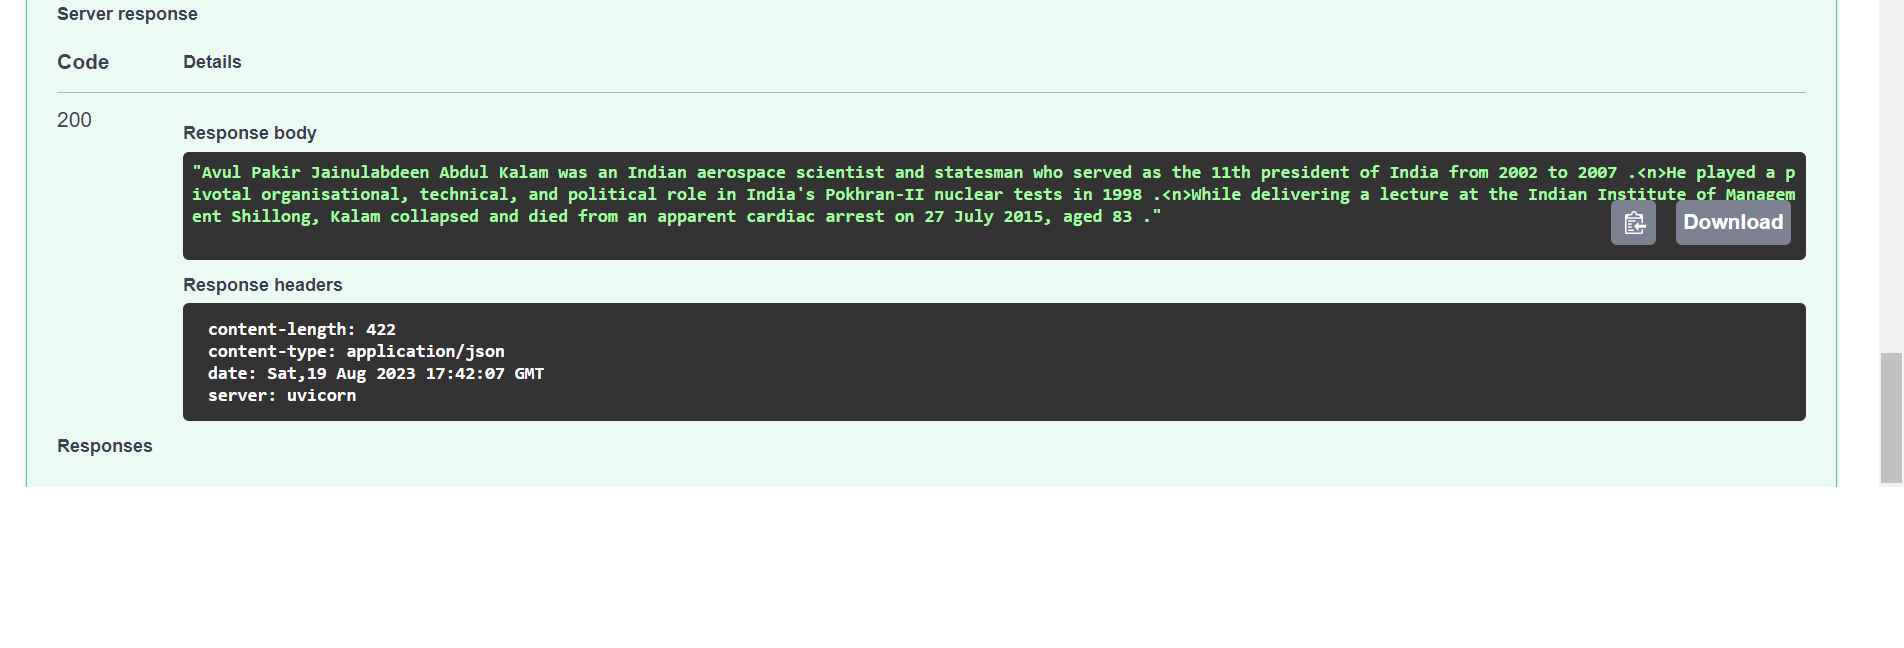 Server response
Code Details
200
Response body
"Avul Pakir Jainulabdeen Abdul Kalam was an Indian aerospace scientist and statesman who served as the 11th president of India from 2002 to 2007 .<n>He played a p
ivotal organisational, technical, and political role in India's Pokhran-II nuclear tests in 1998 .<n>While delivering a lecture at the Indian Institute of Managem
ent Shillong, Kalam collapsed and died from an apparent cardiac arrest on 27 July 2015, aged 83 ."
Download
Response headers
content-length: 422
content-type: application/json
date: Sat,19 Aug 2023 17:42:07 GMT
server: uvicorn
Responses